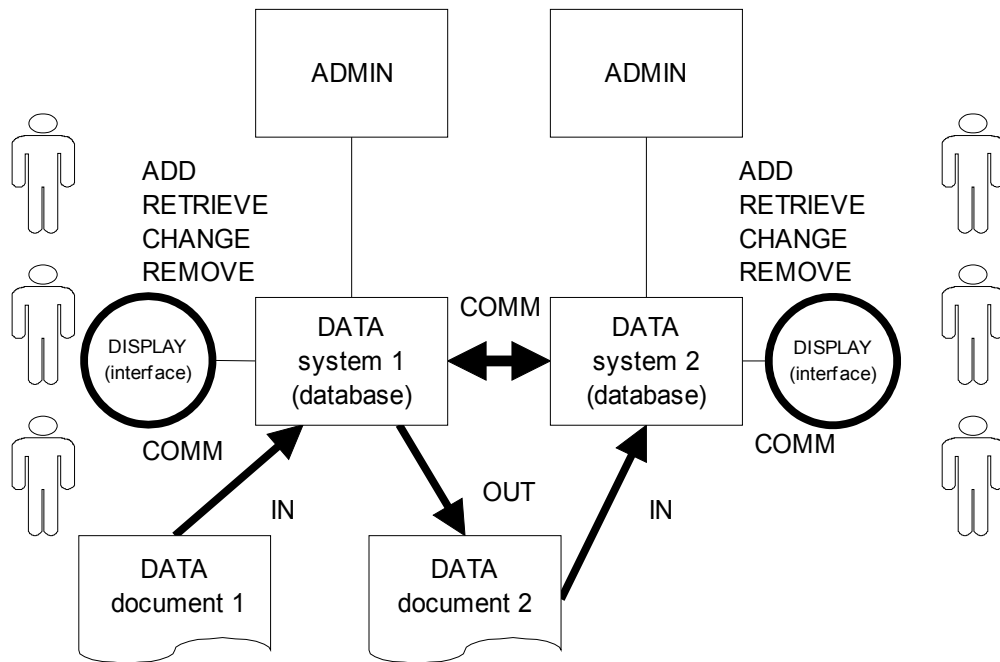 ADMIN
ADMIN
ADD
RETRIEVE
CHANGE
REMOVE
ADD
RETRIEVE
CHANGE
REMOVE
DISPLAY
(interface)
DATA
system 1
(database)
COMM
DATA
system 2
(database)
DISPLAY
(interface)
COMM
COMM
IN
OUT
IN
DATA
document 1
DATA
document 2